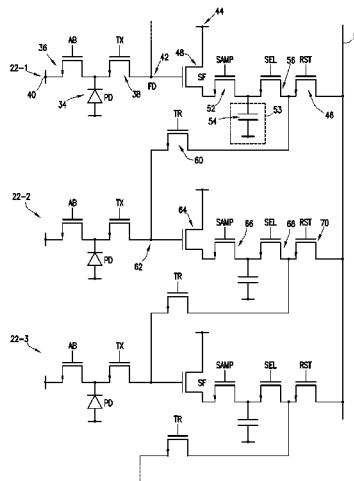 44
AB TX 42 48
36
22-1 FD SF SAMP 56 SEL RST
40 34 PD 38 52 54 53 46
TR
60
64
AB TX SAMP 66 SEL 68 RST 70
22-2
PD 62
TR
22-3 AB TX SF SAMP SEL RST
PD
TR